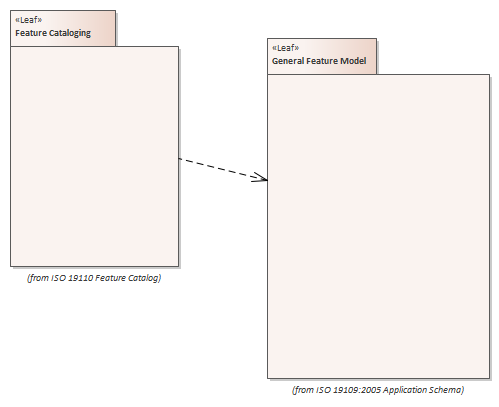 «Leaf»
Feature Cataloging
«Leaf»
General Feature Model
(from ISO 19110 Feature Catalog)
(from ISO 19109:2005 Application Schema)